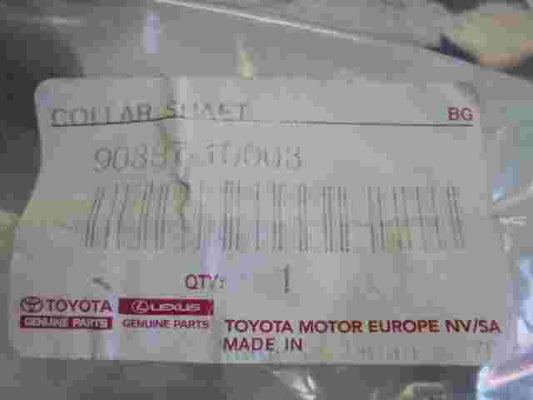 COLLAR SHAFT
BG
QTY: 1
TOYOTA
GENUINE PARTS
LEXUS
GENUINE PARTS
TOYOTA MOTOR EUROPE NV/SA
MADE IN